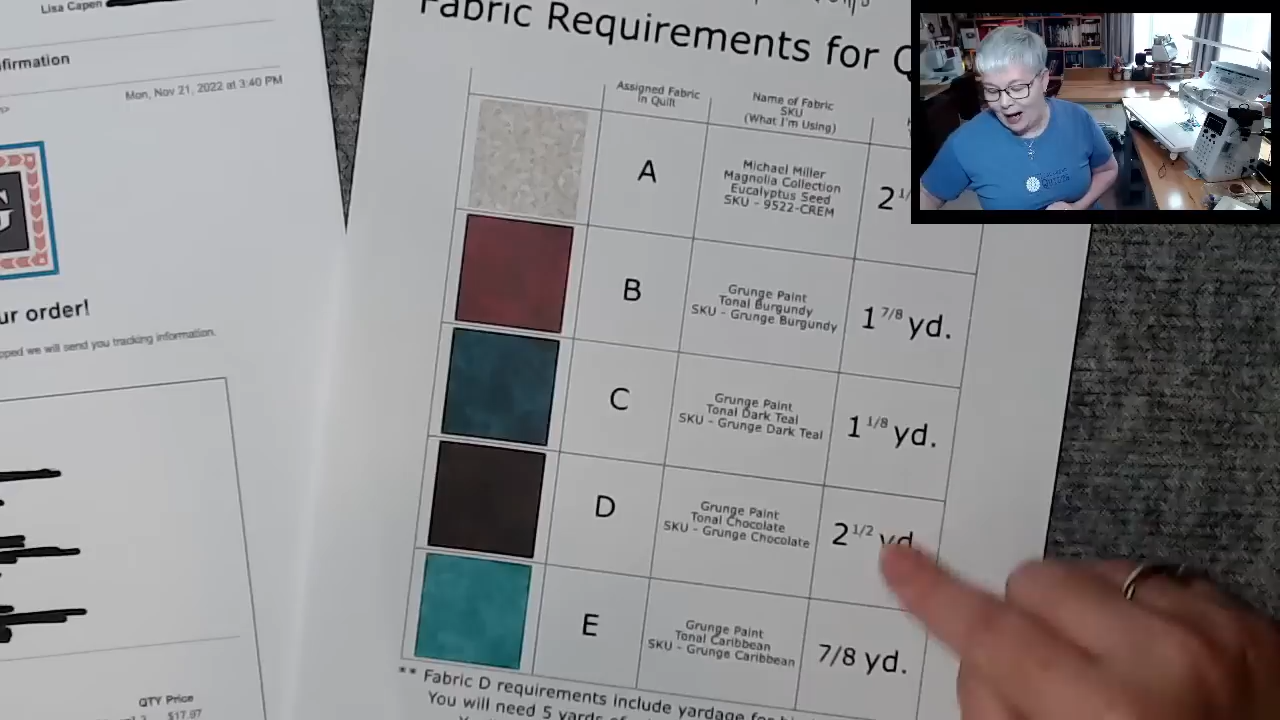 Lisa Capen
Mon, Nov 21, 2022 at 3:40 PM
ur order!
pped we will send you tracking information.
QTY Price
$17.97
Fabric Requirements for
Assigned Fabric
in Quilt
Name of Fabric
SKU
(What I'm Using)
A
Michael Miller
Magnolia Collection
Eucalyptus Seed
SKU - 9522-CREM
2
B
Grunge Paint
Tonal Burgundy
SKU - Grunge Burgundy
1 7/8 yd.
C
Grunge Paint
Tonal Dark Teal
SKU - Grunge Dark Teal
1 1/8 yd.
D
Grunge Paint
Tonal Chocolate
SKU - Grunge Chocolate
2 1/2 yd
E
Grunge Paint
Tonal Caribbean
SKU - Grunge Caribbean
7/8 yd.
** Fabric D requirements include yardage for
You will need 5 yards